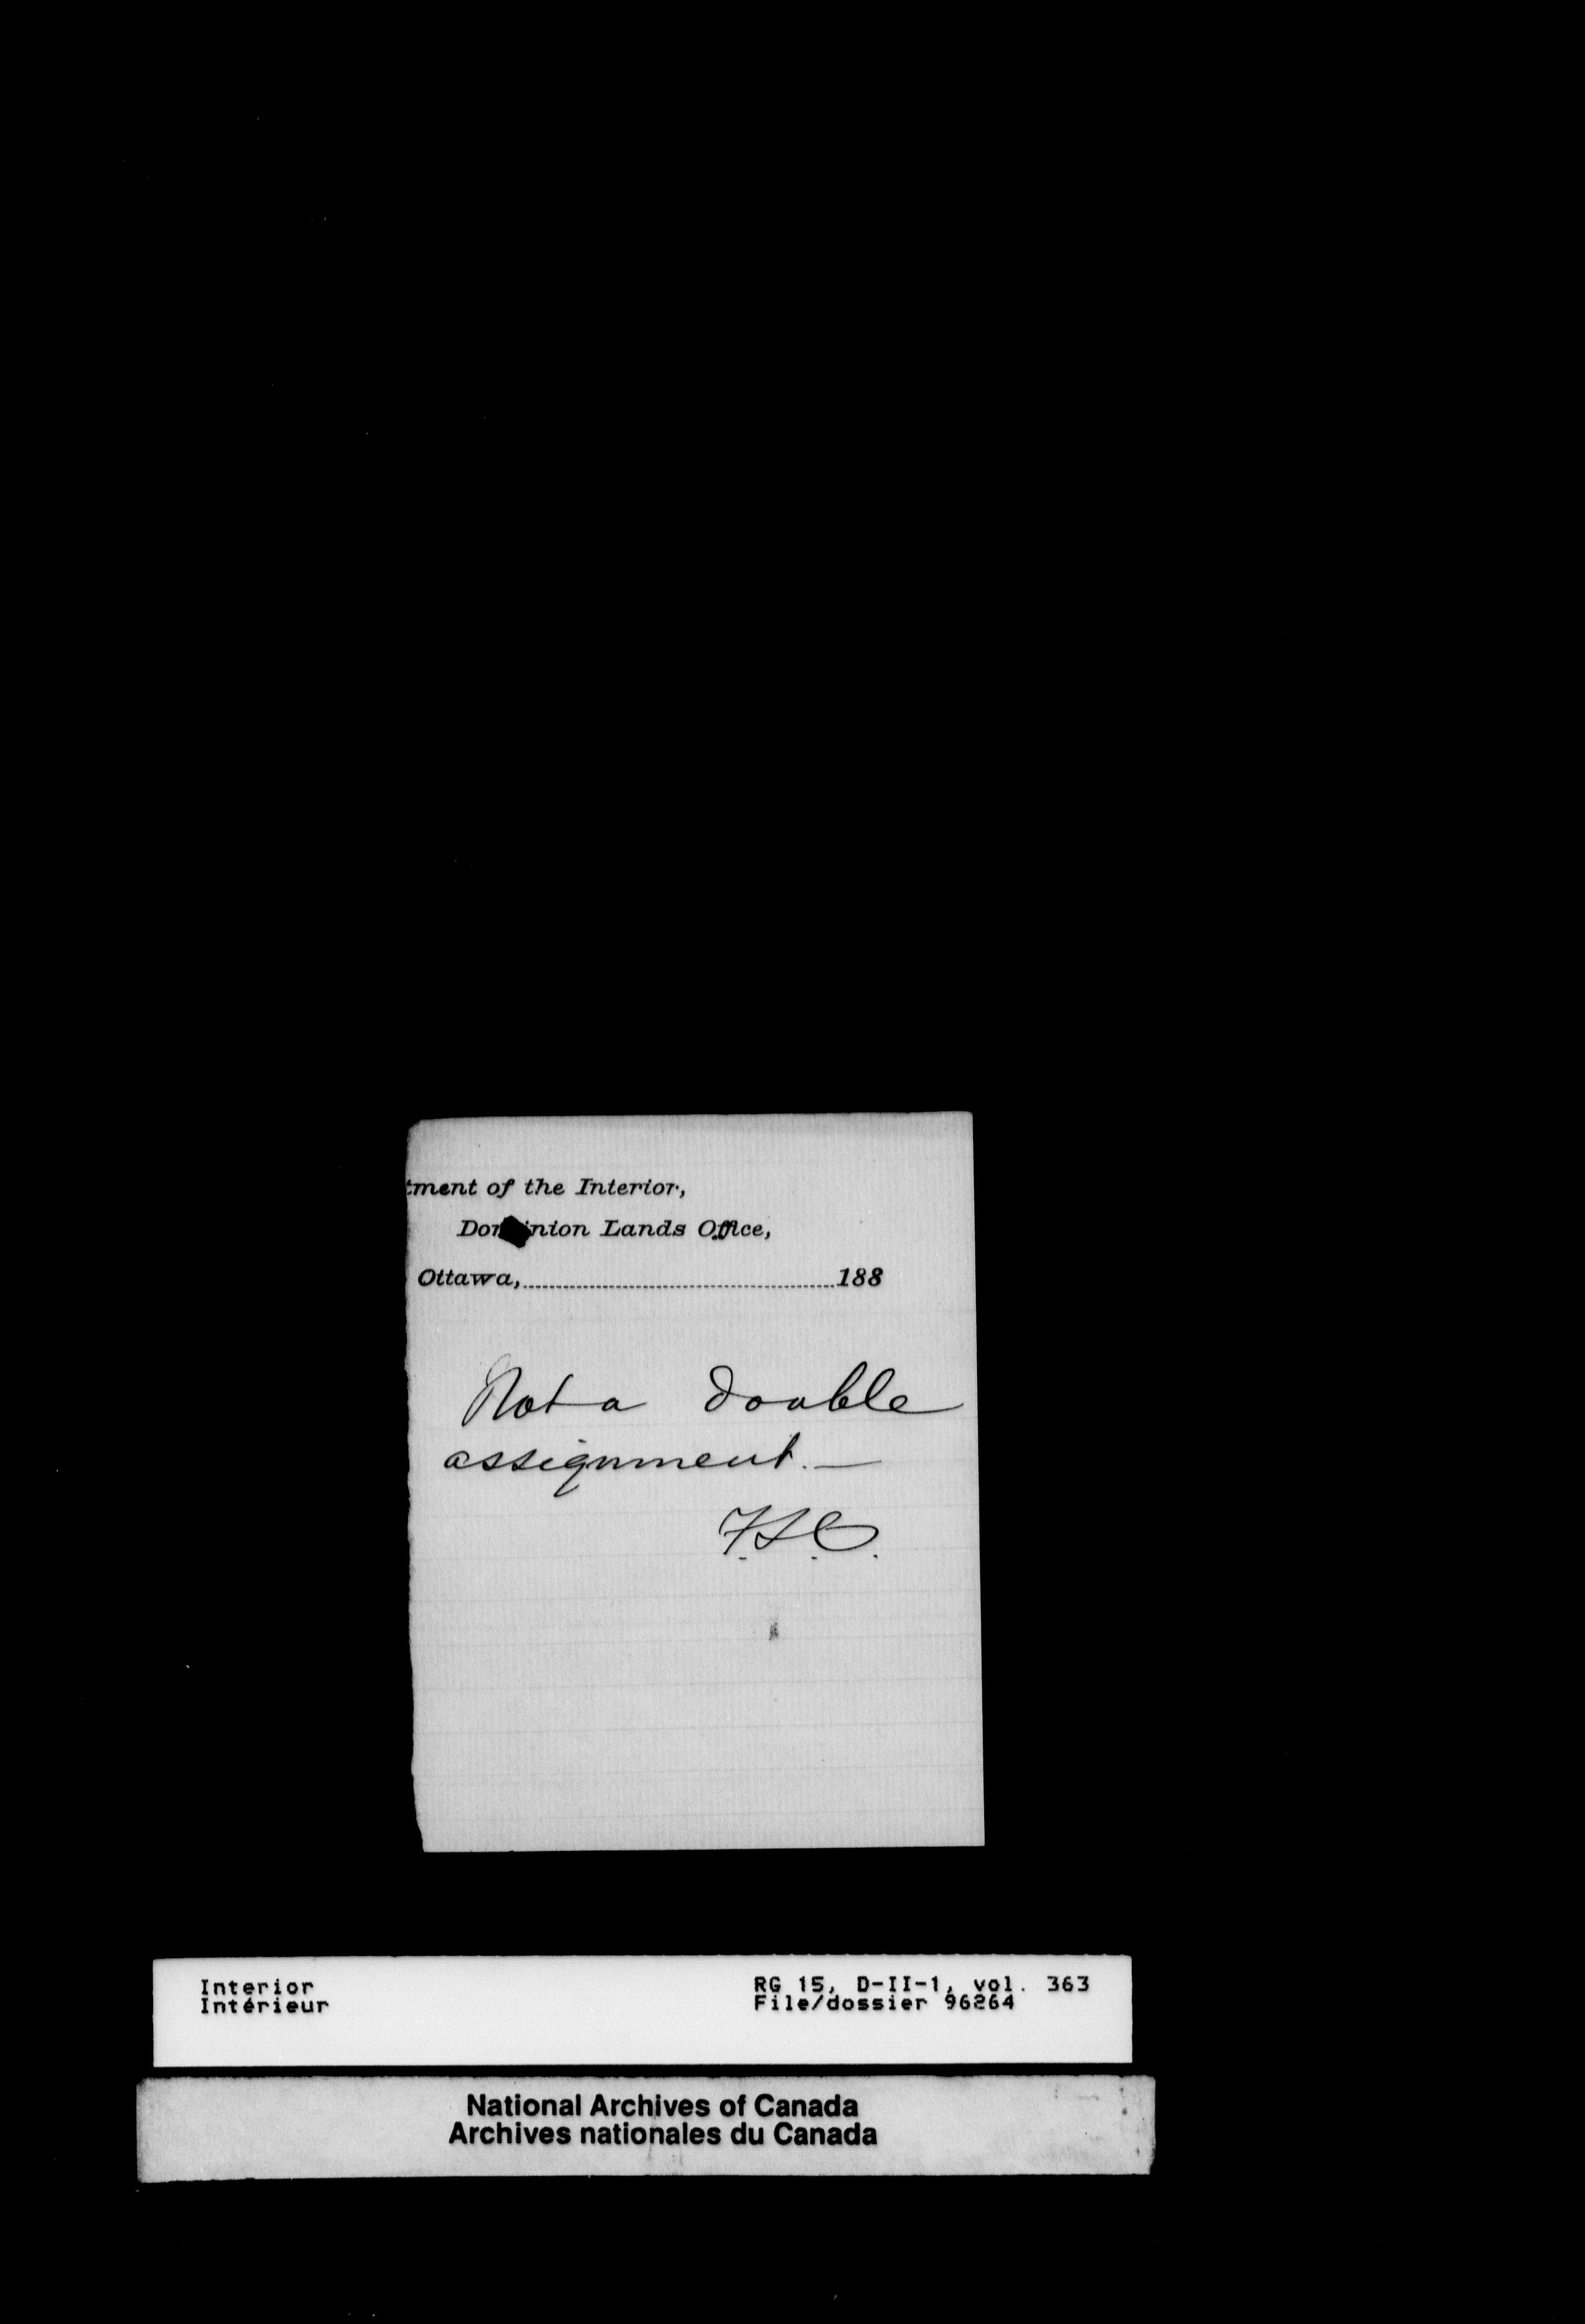 tment of the Interior,
Dominion Lands Office,
Ottawa,..........188
Not a double
assignment. —
F.S.C.
Interior
Intérieur
RG 15, D-II-1, vol. 363
File/dossier 96264
National Archives of Canada
Archives nationales du Canada